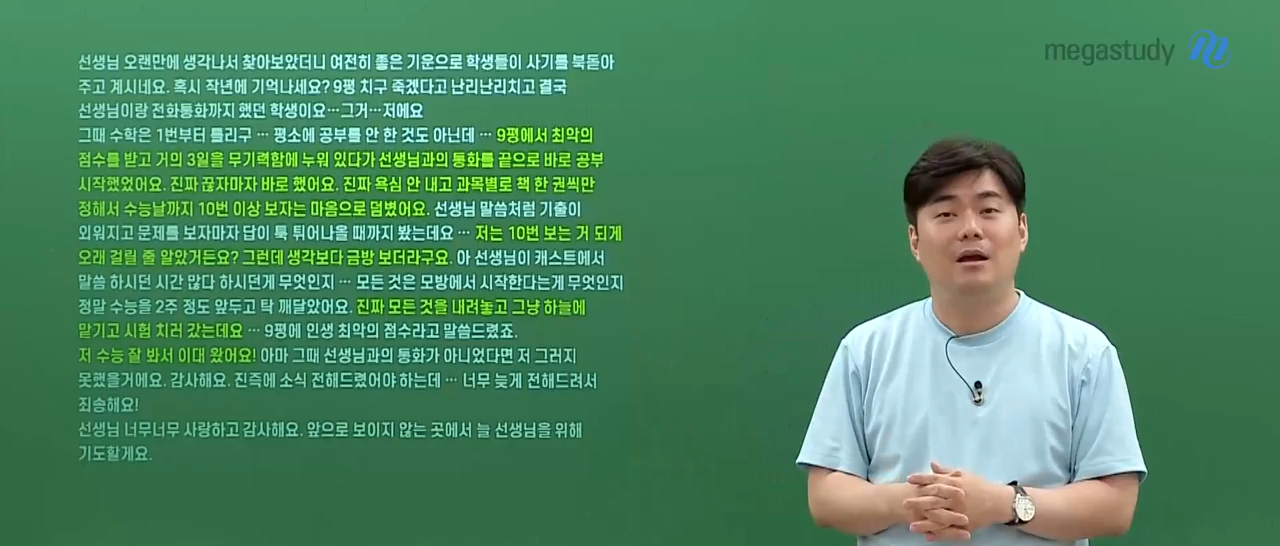 megastudy
선생님 오랜만에 생각나서 찾아보았더니 여전히 좋은 기운으로 학생들이 사기를 북돋아
주고 계시네요. 혹시 작년에 기억나세요? 9평 치구 죽겠다고 난리난리치고 결국
선생님이랑 전화통화까지 했던 학생이요…그거…저에요
그때 수학은 1번부터 틀리구 … 평소에 공부를 안 한 것도 아닌데 … 9평에서 최악의
점수를 받고 거의 3일을 무기력함에 누워 있다가 선생님과의 통화를 끝으로 바로 공부
시작했었어요. 진짜 끊자마자 바로 했어요. 진짜 욕심 안 내고 과목별로 책 한 권씩만
정해서 수능날까지 10번 이상 보자는 마음으로 덤볐어요. 선생님 말씀처럼 기출이
외워지고 문제를 보자마자 답이 툭 튀어나올 때까지 봤는데요 … 저는 10번 보는 거 되게
오래 걸릴 줄 알았거든요? 그런데 생각보다 금방 보더라구요. 아 선생님이 캐스트에서
말씀 하시던 시간 많다 하시던게 무엇인지 … 모든 것은 모방에서 시작한다는게 무엇인지
정말 수능을 2주 정도 앞두고 탁 깨달았어요. 진짜 모든 것을 내려놓고 그냥 하늘에
맡기고 시험 치러 갔는데요 … 9평에 인생 최악의 점수라고 말씀드렸죠.
저 수능 잘 봐서 이대 왔어요! 아마 그때 선생님과의 통화가 아니었다면 저 그러지
못했을거에요. 감사해요. 진즉에 소식 전해드렸어야 하는데 … 너무 늦게 전해드려서
죄송해요!
선생님 너무너무 사랑하고 감사해요. 앞으로 보이지 않는 곳에서 늘 선생님을 위해
기도할게요.